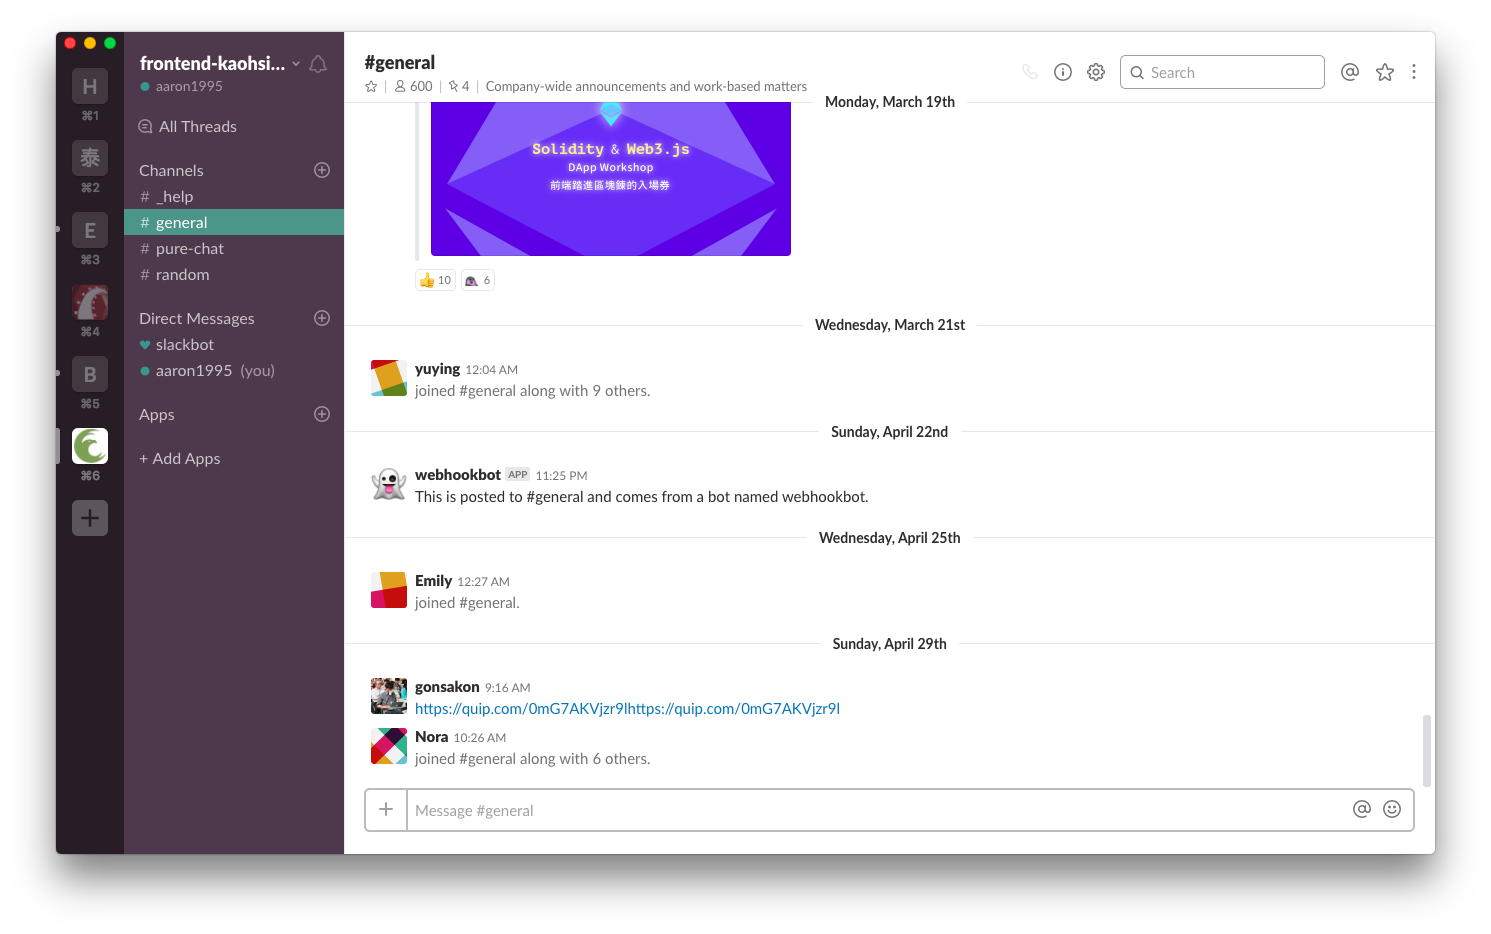 H
⌘1
泰
⌘2
E
⌘3
⌘4
B
⌘5
⌘6
frontend-kaohsi...
aaron1995
All Threads
Channels
# _help
# general
# pure-chat
# random
Direct Messages
slackbot
aaron1995 (you)
Apps
+ Add Apps
#general
600 | 4 | Company-wide announcements and work-based matters
Search
Monday, March 19th
Solidity & Web3.js
DApp Workshop
前端踏進區塊鍊的入場券
10
6
Wednesday, March 21st
yuying 12:04 AM
joined #general along with 9 others.
Sunday, April 22nd
webhookbot APP 11:25 PM
This is posted to #general and comes from a bot named webhookbot.
Wednesday, April 25th
Emily 12:27 AM
joined #general.
Sunday, April 29th
gonsakon 9:16 AM
https://quip.com/0mG7AKVjzr9lhttps://quip.com/0mG7AKVjzr9l
Nora 10:26 AM
joined #general along with 6 others.
Message #general